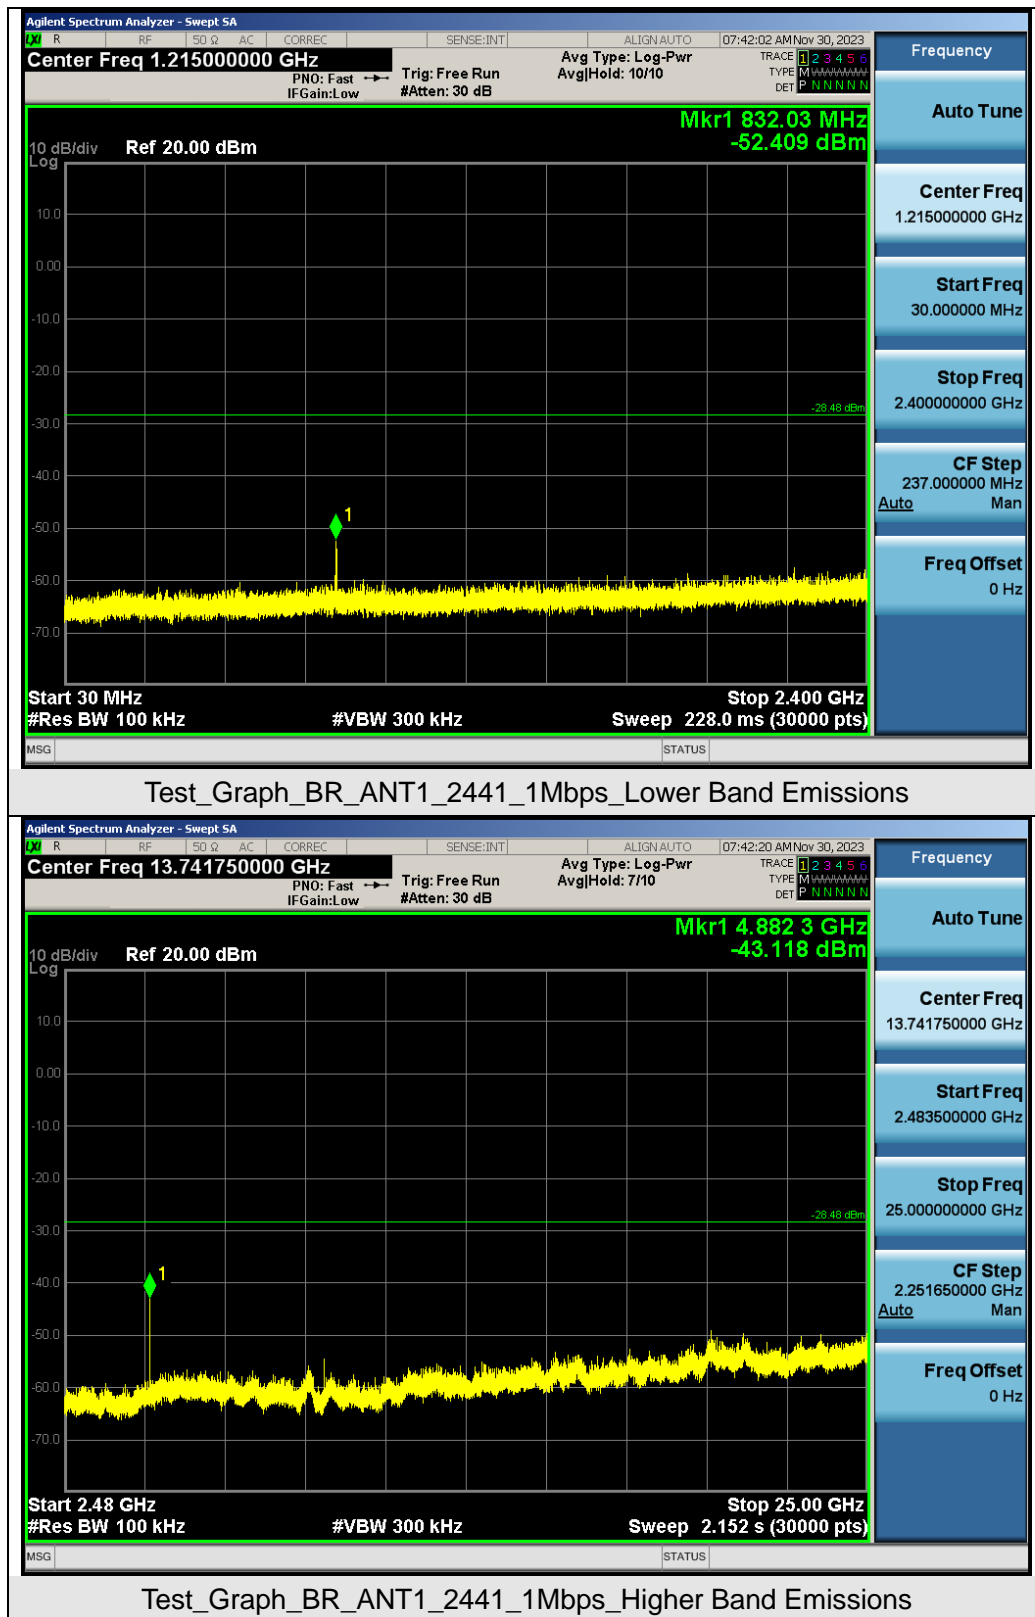 Agilent Spectrum Analyzer - Swept SA
LXI R RF 50 Ω AC CORREC SENSE:INT ALIGN AUTO 07:42:02 AM Nov 30, 2023
Center Freq 1.215000000 GHz
PNO: Fast
IFGain:Low
Trig: Free Run
#Atten: 30 dB
Avg Type: Log-Pwr
Avg|Hold: 10/10
TRACE 1 2 3 4 5 6
TYPE M
DET P N N N N N
Mkr1 832.03 MHz
-52.409 dBm
10 dB/div Ref 20.00 dBm
Log
10.0
0.00
-10.0
-20.0
-28.48 dBm
-30.0
-40.0
1
-50.0
-60.0
-70.0
Start 30 MHz Stop 2.400 GHz
#Res BW 100 kHz #VBW 300 kHz Sweep 228.0 ms (30000 pts)
MSG STATUS
Frequency
Auto Tune
Center Freq
1.215000000 GHz
Start Freq
30.000000 MHz
Stop Freq
2.400000000 GHz
CF Step
237.000000 MHz
Auto Man
Freq Offset
0 Hz
Test_Graph_BR_ANT1_2441_1Mbps_Lower Band Emissions
Agilent Spectrum Analyzer - Swept SA
LXI R RF 50 Ω AC CORREC SENSE:INT ALIGN AUTO 07:42:20 AM Nov 30, 2023
Center Freq 13.741750000 GHz
PNO: Fast
IFGain:Low
Trig: Free Run
#Atten: 30 dB
Avg Type: Log-Pwr
Avg|Hold: 7/10
TRACE 1 2 3 4 5 6
TYPE M
DET P N N N N N
Mkr1 4.882 3 GHz
-43.118 dBm
10 dB/div Ref 20.00 dBm
Log
10.0
0.00
-10.0
-20.0
-28.48 dBm
-30.0
1
-40.0
-50.0
-60.0
-70.0
Start 2.48 GHz Stop 25.00 GHz
#Res BW 100 kHz #VBW 300 kHz Sweep 2.152 s (30000 pts)
MSG STATUS
Frequency
Auto Tune
Center Freq
13.741750000 GHz
Start Freq
2.483500000 GHz
Stop Freq
25.000000000 GHz
CF Step
2.251650000 GHz
Auto Man
Freq Offset
0 Hz
Test_Graph_BR_ANT1_2441_1Mbps_Higher Band Emissions